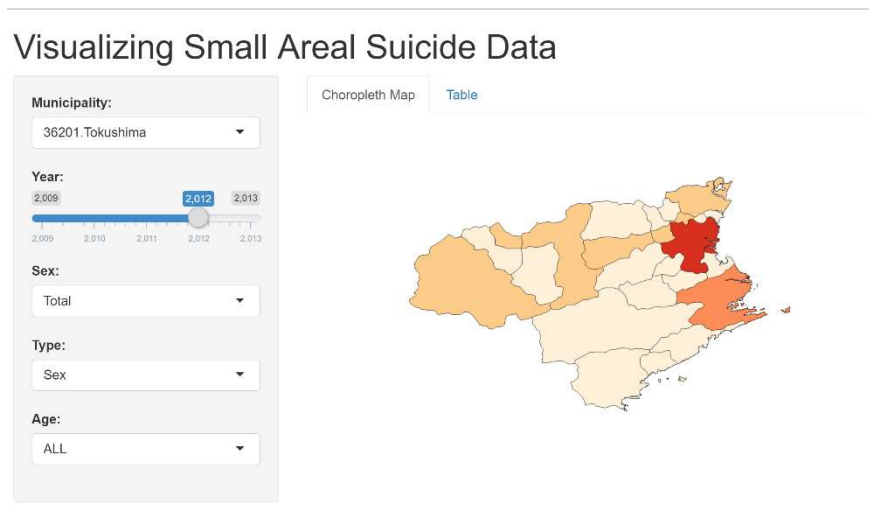 Visualizing Small Areal Suicide Data
Municipality:
36201.Tokushima
Year:
2,009 2,012 2,013
2,009 2,010 2,011 2,012 2,013
Sex:
Total
Type:
Sex
Age:
ALL
Choropleth Map Table